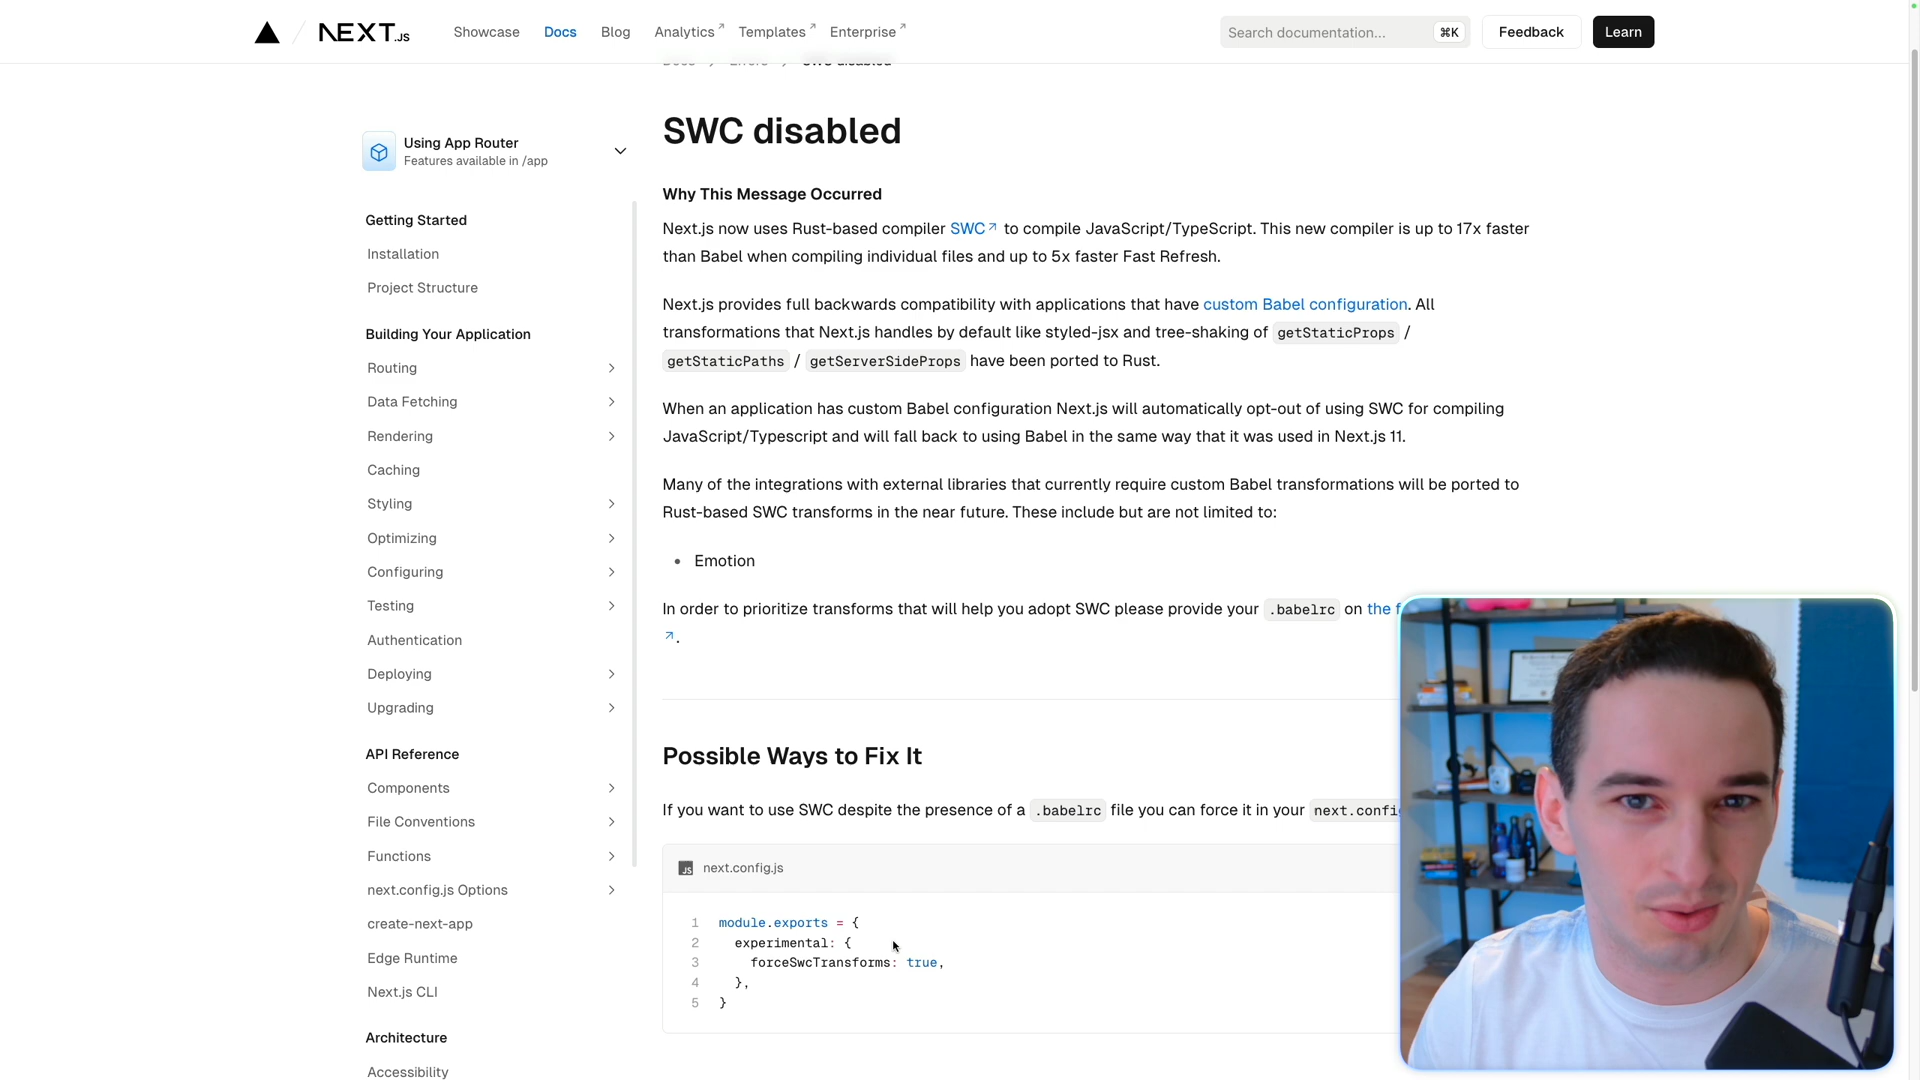 NEXT.JS
Showcase
Docs
Blog
Analytics
Templates
Enterprise
Search documentation...
⌘K
Feedback
Learn
Docs > Errors > SWC disabled
Using App Router
Features available in /app
Getting Started
Installation
Project Structure
Building Your Application
Routing
Data Fetching
Rendering
Caching
Styling
Optimizing
Configuring
Testing
Authentication
Deploying
Upgrading
API Reference
Components
File Conventions
Functions
next.config.js Options
create-next-app
Edge Runtime
Next.js CLI
Architecture
Accessibility
SWC disabled
Why This Message Occurred
Next.js now uses Rust-based compiler SWC to compile JavaScript/TypeScript. This new compiler is up to 17x faster
than Babel when compiling individual files and up to 5x faster Fast Refresh.
Next.js provides full backwards compatibility with applications that have custom Babel configuration. All
transformations that Next.js handles by default like styled-jsx and tree-shaking of getStaticProps /
getStaticPaths / getServerSideProps have been ported to Rust.
When an application has custom Babel configuration Next.js will automatically opt-out of using SWC for compiling
JavaScript/Typescript and will fall back to using Babel in the same way that it was used in Next.js 11.
Many of the integrations with external libraries that currently require custom Babel transformations will be ported to
Rust-based SWC transforms in the near future. These include but are not limited to:
• Emotion
In order to prioritize transforms that will help you adopt SWC please provide your .babelrc on the f
.
Possible Ways to Fix It
If you want to use SWC despite the presence of a .babelrc file you can force it in your next.confi
JS next.config.js
1 module.exports = {
2 experimental: {
3 forceSwcTransforms: true,
4 },
5 }